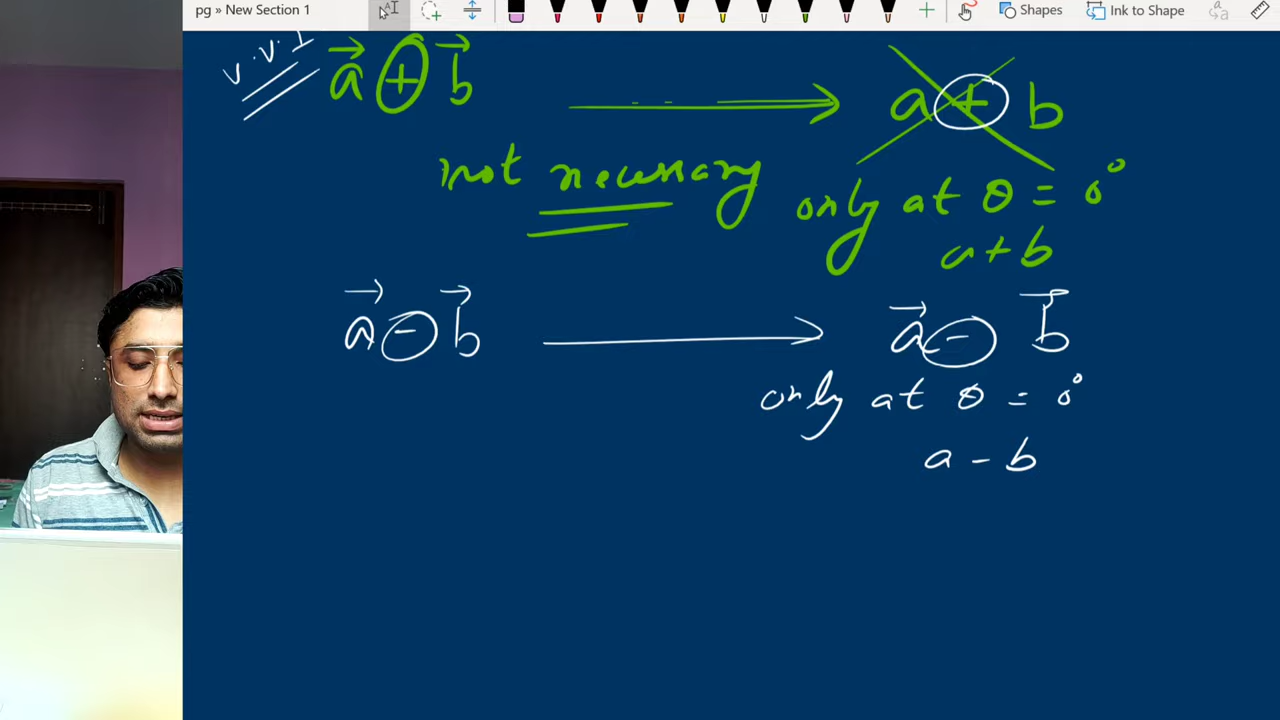 pg » New Section 1 Shapes Ink to Shape
V.V.I
a⃗ + b⃗ ⟶ a + b
not necessary only at θ = 0°
a + b
a⃗ - b⃗ ⟶ a⃗ - b⃗
only at θ = 0°
a - b